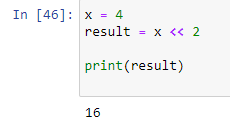 In [46]: x = 4
result = x << 2
print(result)
16